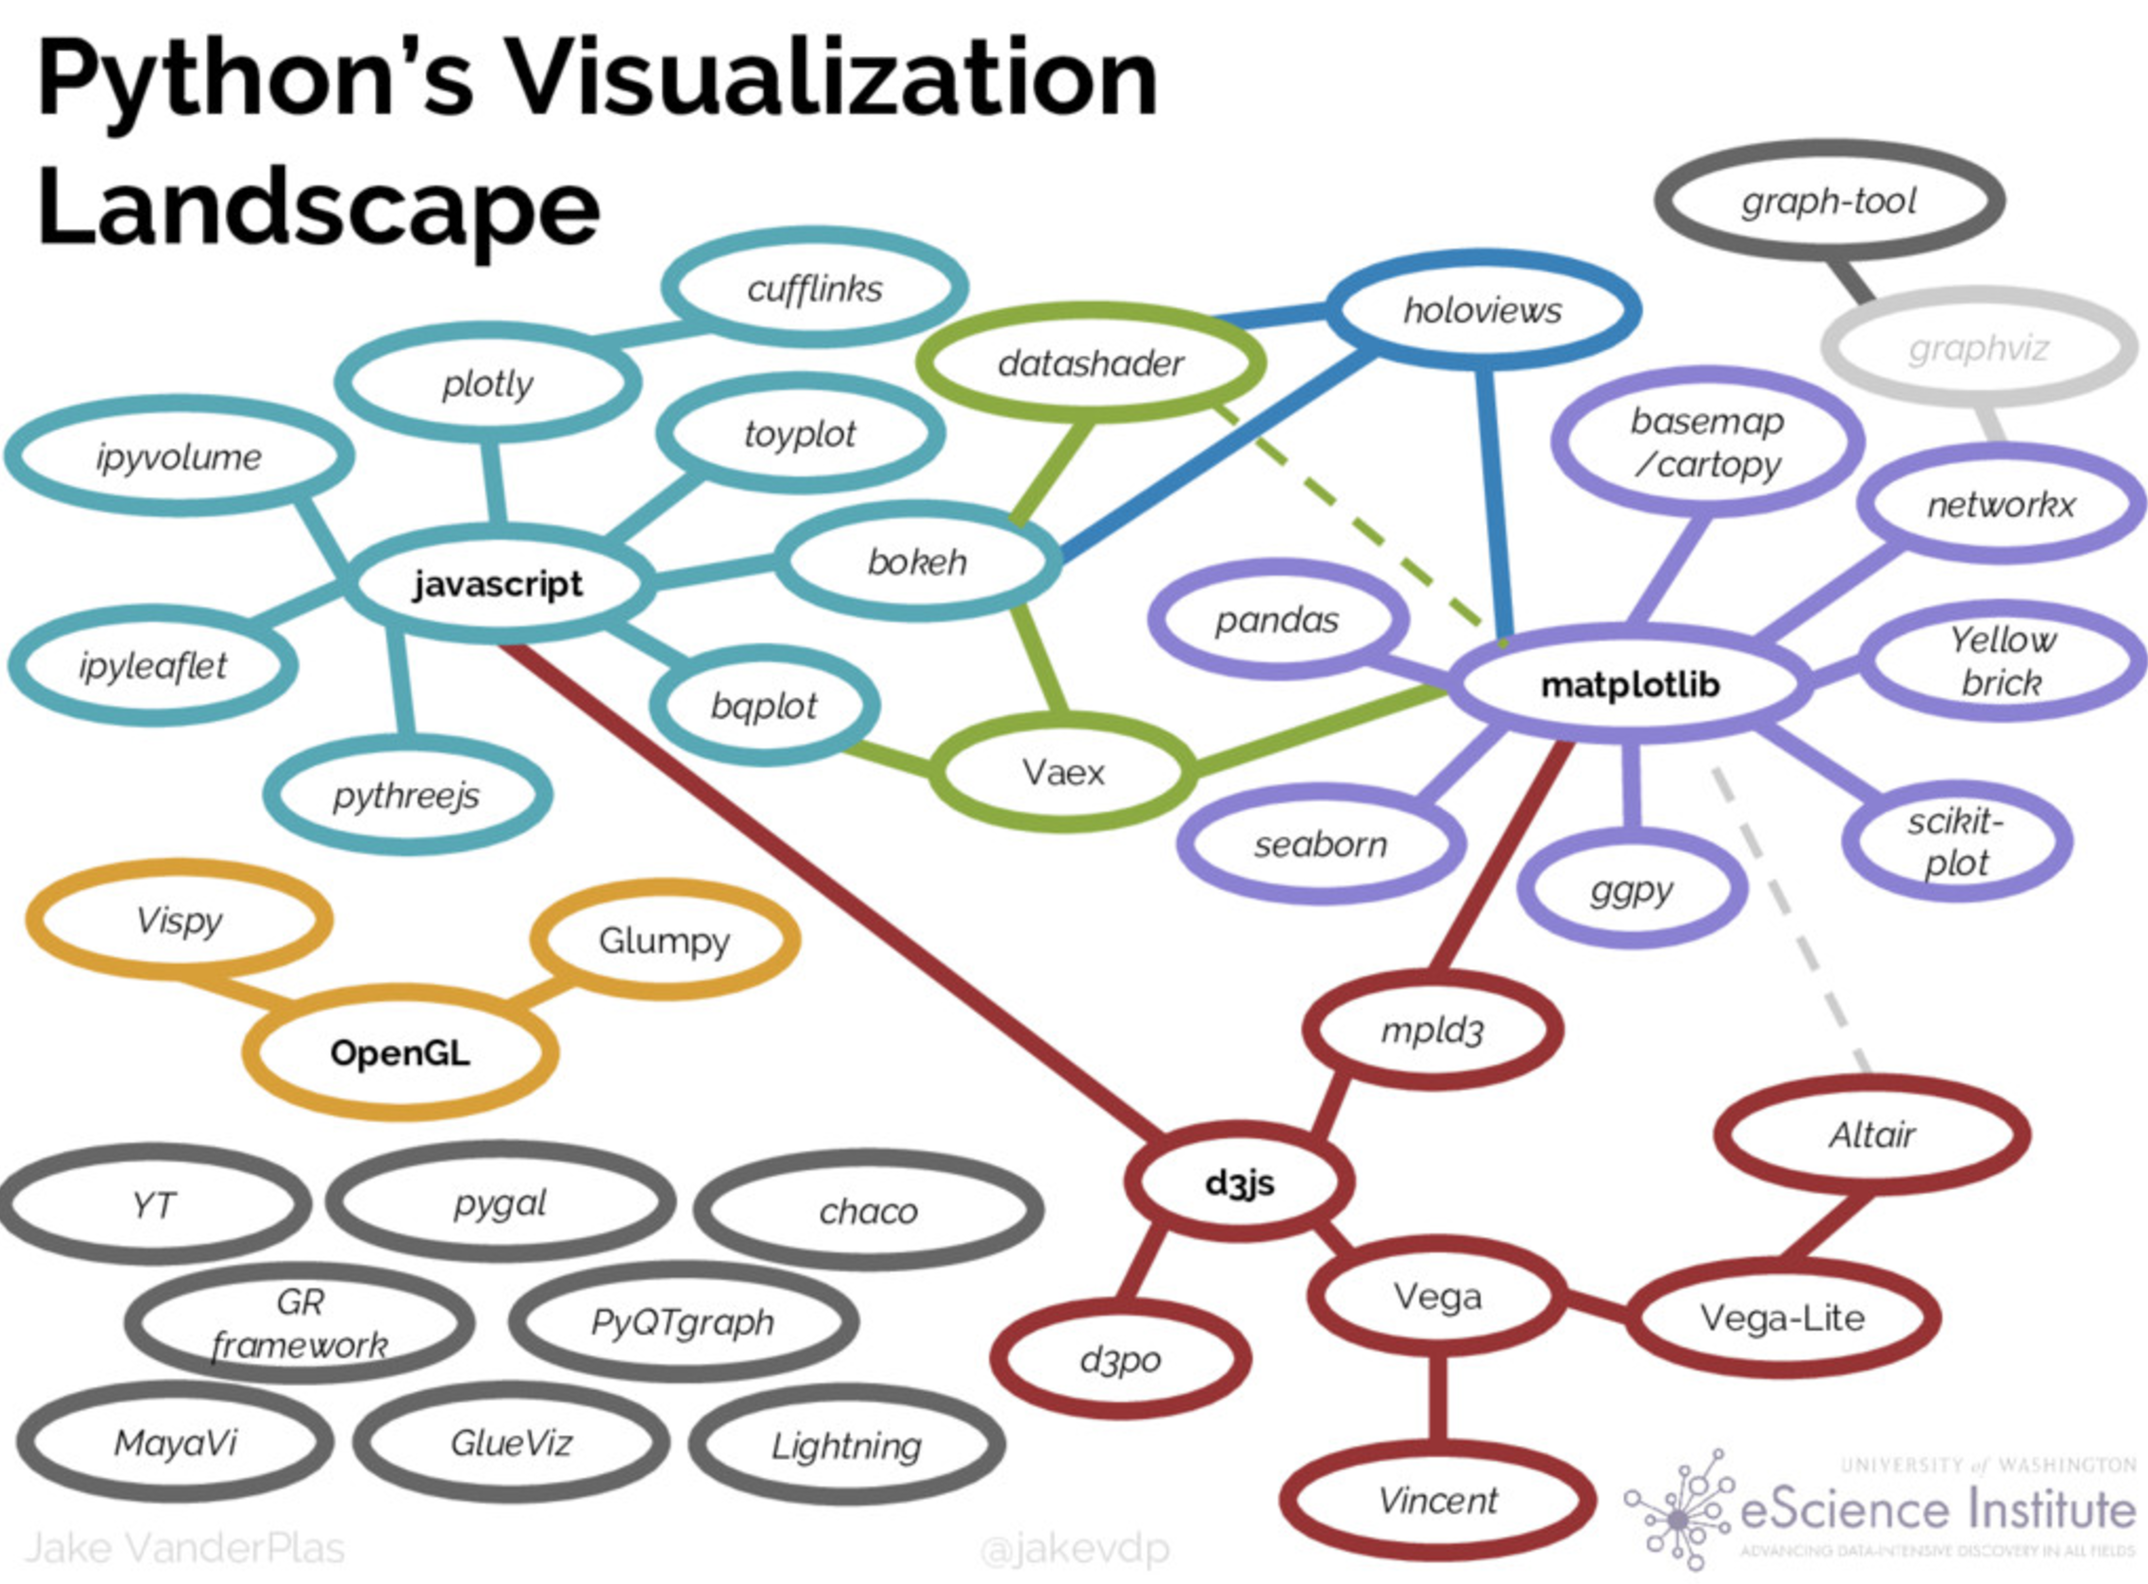 Python's Visualization
Landscape
graph-tool
cufflinks
holoviews
graphviz
datashader
plotly
basemap
/cartopy
toyplot
ipyvolume
networkx
bokeh
javascript
pandas
Yellow
brick
ipyleaflet
matplotlib
bqplot
Vaex
pythreejs
scikit-
plot
seaborn
ggpy
Vispy
Glumpy
mpld3
OpenGL
Altair
d3js
YT
pygal
chaco
Vega
Vega-Lite
GR
framework
PyQTgraph
d3po
MayaVi
GlueViz
Lightning
Vincent
UNIVERSITY of WASHINGTON
eScience Institute
ADVANCING DATA-INTENSIVE DISCOVERY IN ALL FIELDS
Jake VanderPlas
@jakevdp